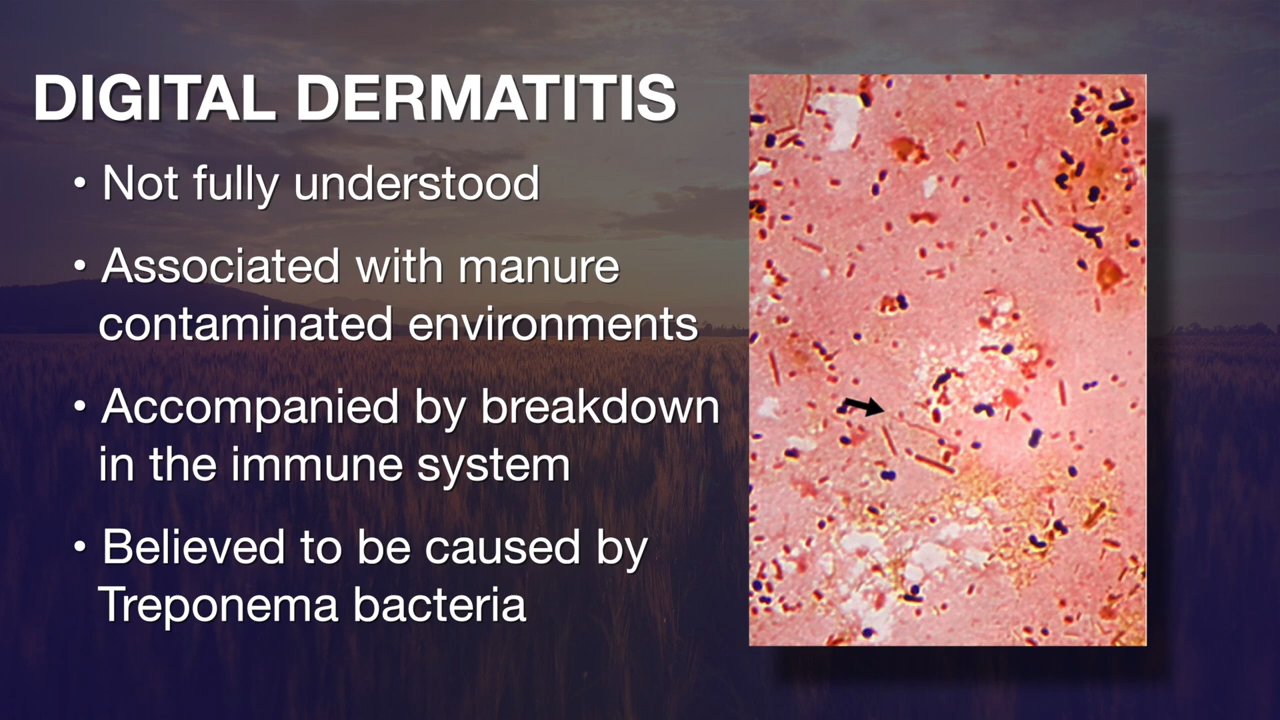 DIGITAL DERMATITIS
• Not fully understood
• Associated with manure
contaminated environments
• Accompanied by breakdown
in the immune system
• Believed to be caused by
Treponema bacteria